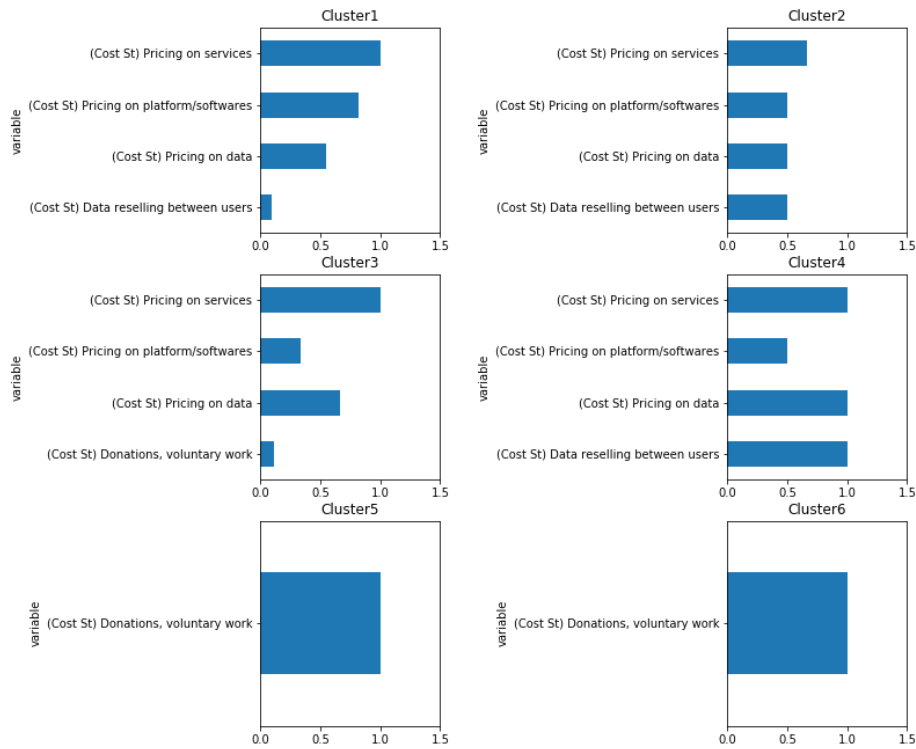 Cluster1
variable
(Cost St) Pricing on services
(Cost St) Pricing on platform/softwares
(Cost St) Pricing on data
(Cost St) Data reselling between users
0.0 0.5 1.0 1.5
Cluster2
variable
(Cost St) Pricing on services
(Cost St) Pricing on platform/softwares
(Cost St) Pricing on data
(Cost St) Data reselling between users
0.0 0.5 1.0 1.5
Cluster3
variable
(Cost St) Pricing on services
(Cost St) Pricing on platform/softwares
(Cost St) Pricing on data
(Cost St) Donations, voluntary work
0.0 0.5 1.0 1.5
Cluster4
variable
(Cost St) Pricing on services
(Cost St) Pricing on platform/softwares
(Cost St) Pricing on data
(Cost St) Data reselling between users
0.0 0.5 1.0 1.5
Cluster5
variable
(Cost St) Donations, voluntary work
0.0 0.5 1.0 1.5
Cluster6
variable
(Cost St) Donations, voluntary work
0.0 0.5 1.0 1.5